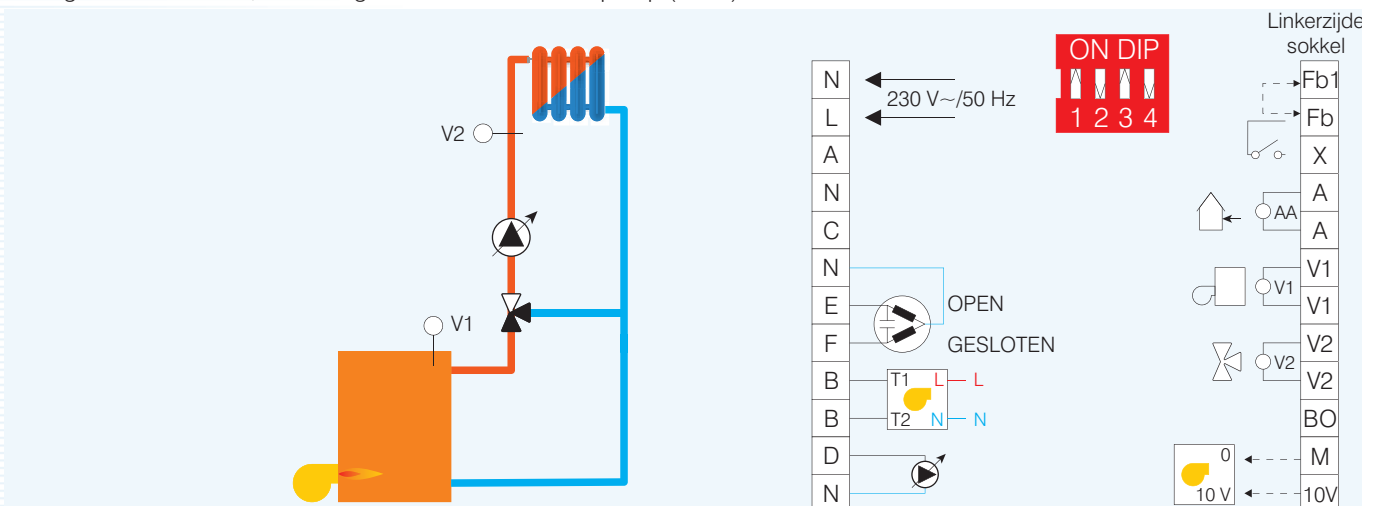 V2
V1
N
L
A
N
C
N
E
F
B
B
D
N
230 V~/50 Hz
OPEN
GESLOTEN
T1 L L
T2 N N
ON DIP
1 2 3 4
Linkerzijde
sokkel
Fb1
Fb
X
A
AA
A
V1
V1
V1
V2
V2
V2
BO
M
10V
0
10 V